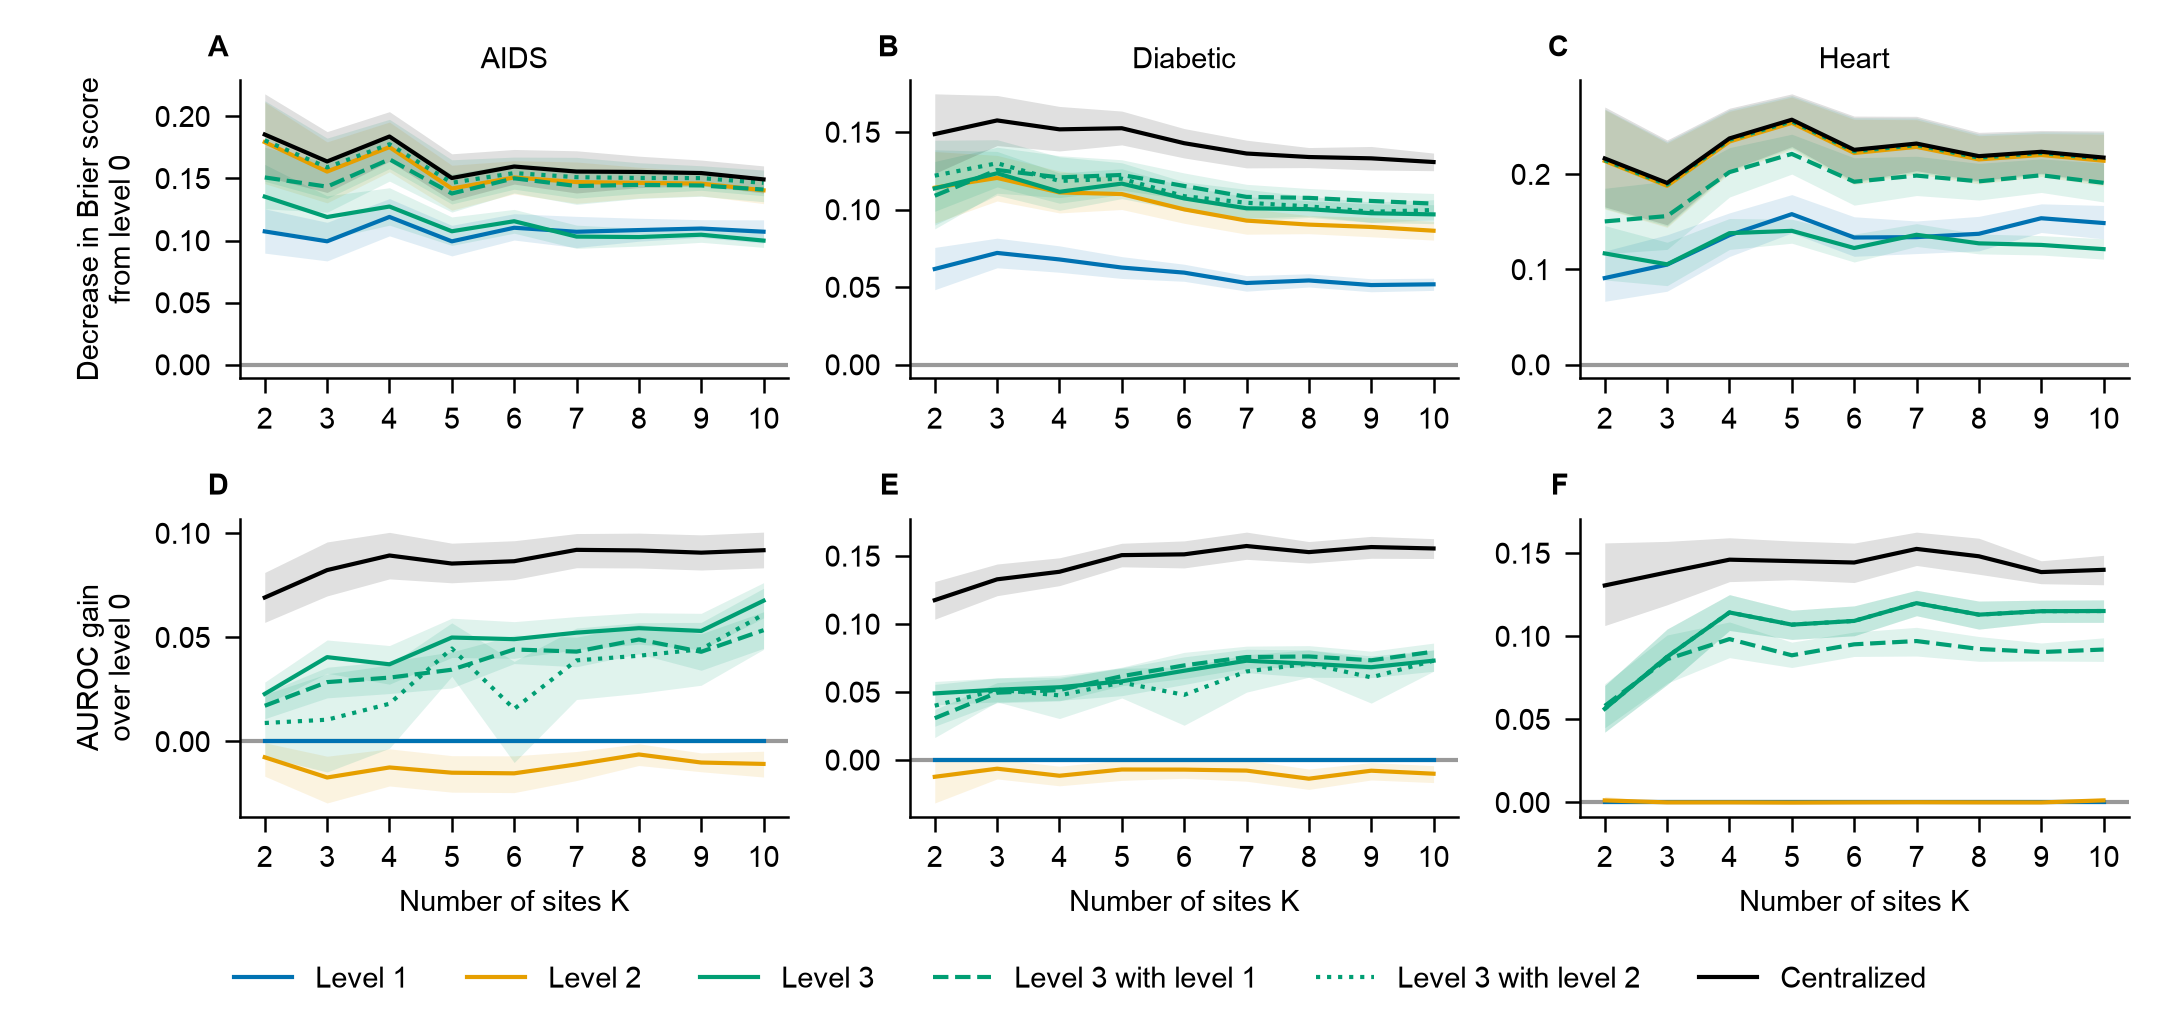 A
AIDS
B
Diabetic
C
Heart
Decrease in Brier score
from level 0
0.20
0.15
0.10
0.05
0.00
0.15
0.10
0.05
0.00
0.2
0.1
0.0
2 3 4 5 6 7 8 9 10
2 3 4 5 6 7 8 9 10
2 3 4 5 6 7 8 9 10
D
E
F
AUROC gain
over level 0
0.10
0.05
0.00
0.15
0.10
0.05
0.00
0.15
0.10
0.05
0.00
2 3 4 5 6 7 8 9 10
2 3 4 5 6 7 8 9 10
2 3 4 5 6 7 8 9 10
Number of sites K
Number of sites K
Number of sites K
Level 1
Level 2
Level 3
Level 3 with level 1
Level 3 with level 2
Centralized